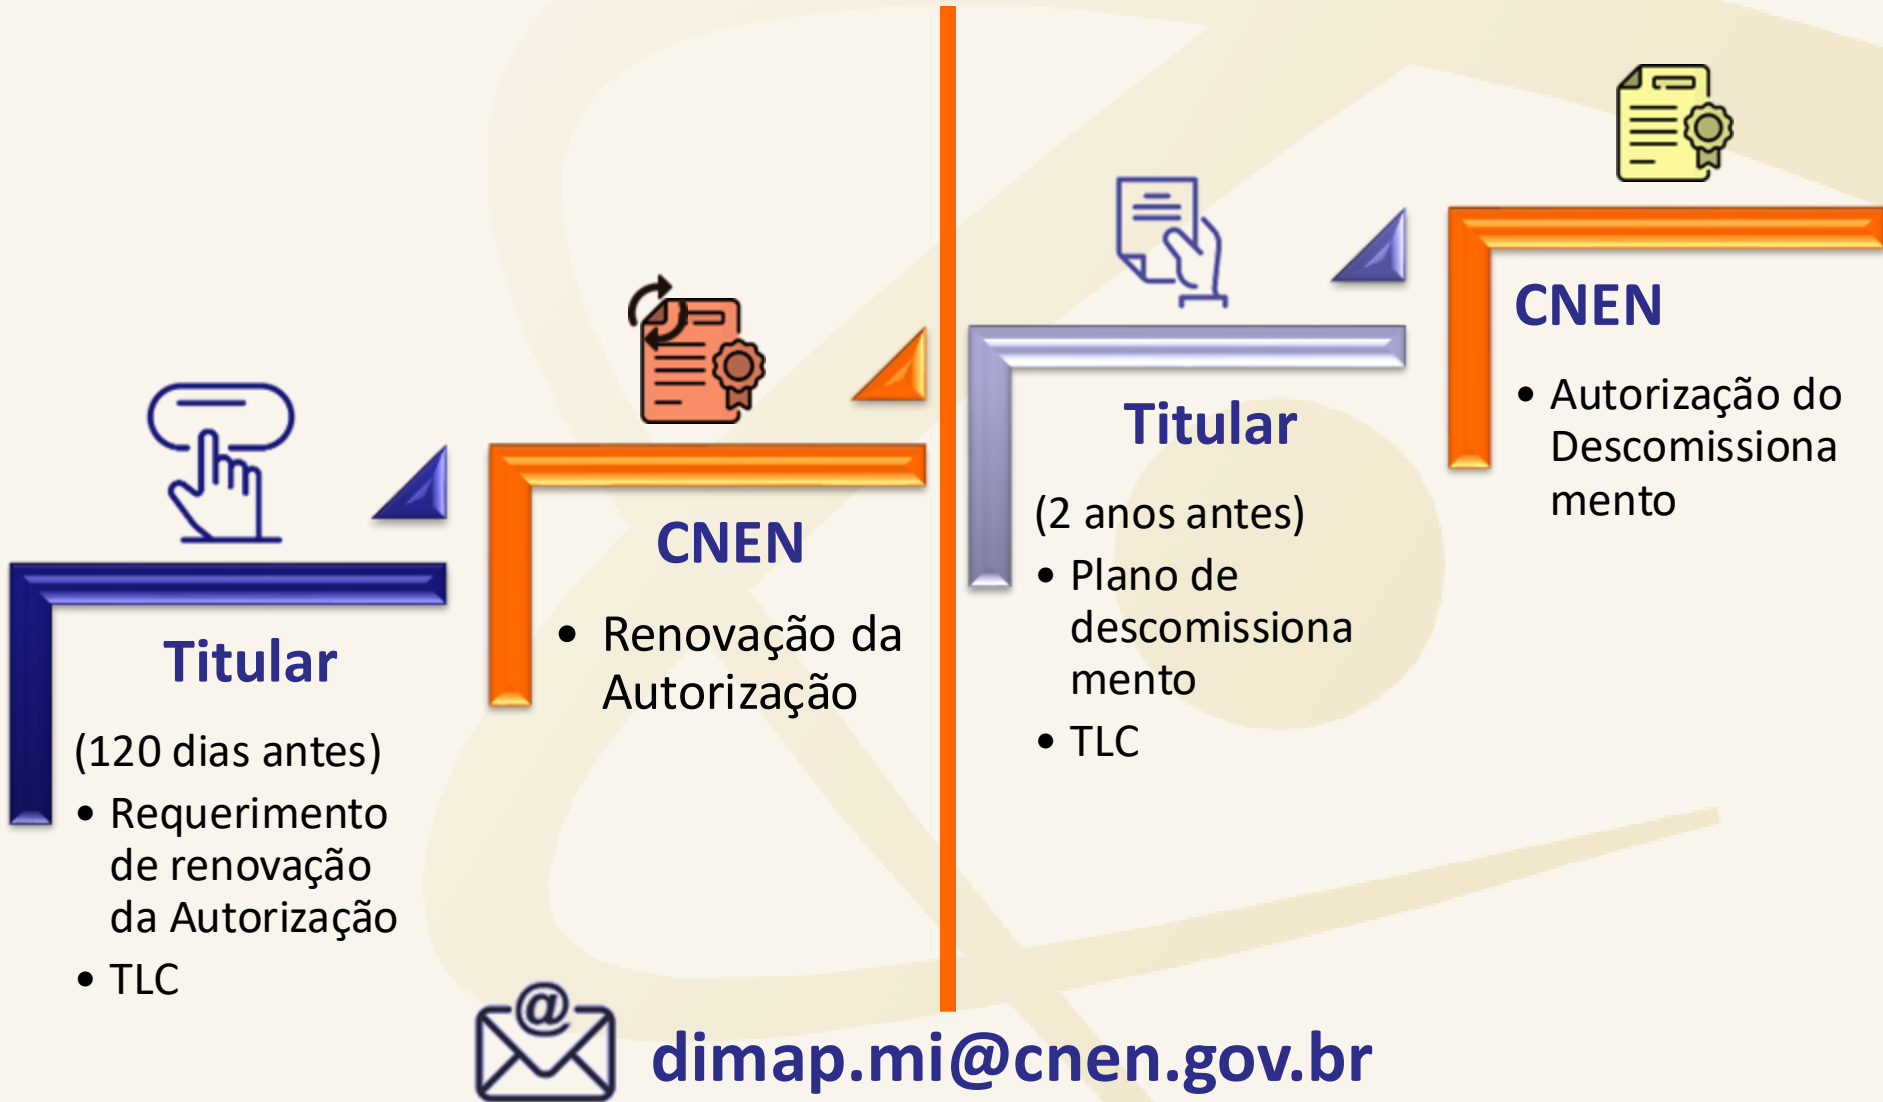 Titular
(120 dias antes)
• Requerimento
de renovação
da Autorização
• TLC
CNEN
• Renovação da
Autorização
Titular
(2 anos antes)
• Plano de
descomissiona
mento
• TLC
CNEN
• Autorização do
Descomissiona
mento
@
dimap.mi@cnen.gov.br